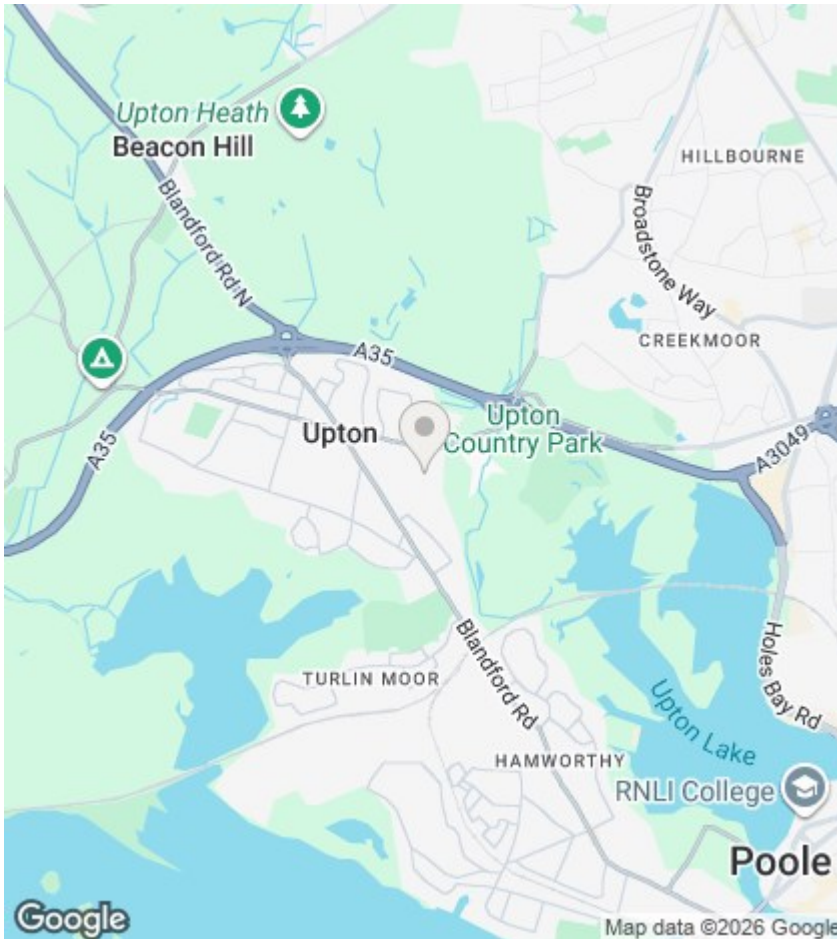 Upton Heath
Beacon Hill
HILLBOURNE
Blandford Rd N
Broadstone Way
CREEKMOOR
A35
A35
Upton
Upton
Country Park
A3049
Blandford Rd
Holes Bay Rd
TURLIN MOOR
Upton Lake
HAMWORTHY
RNLI College
Poole
Google
Map data ©2026 Google